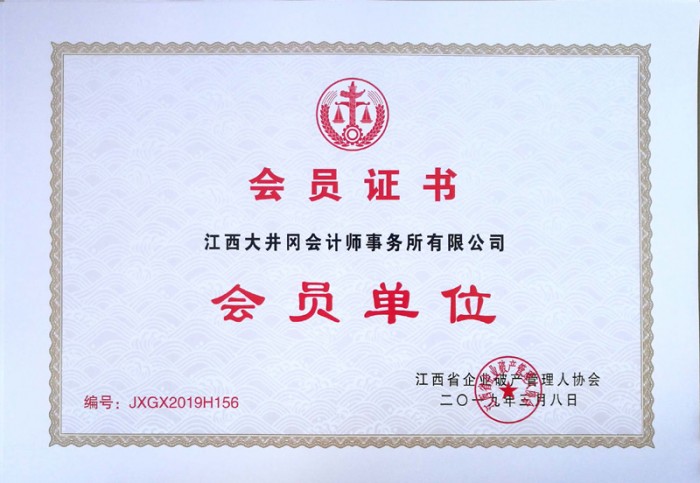 会员证书
江西大井冈会计师事务所有限公司
会员单位
江西省企业破产管理人协会
二〇一九年三月八日
编号：JXGX2019H156